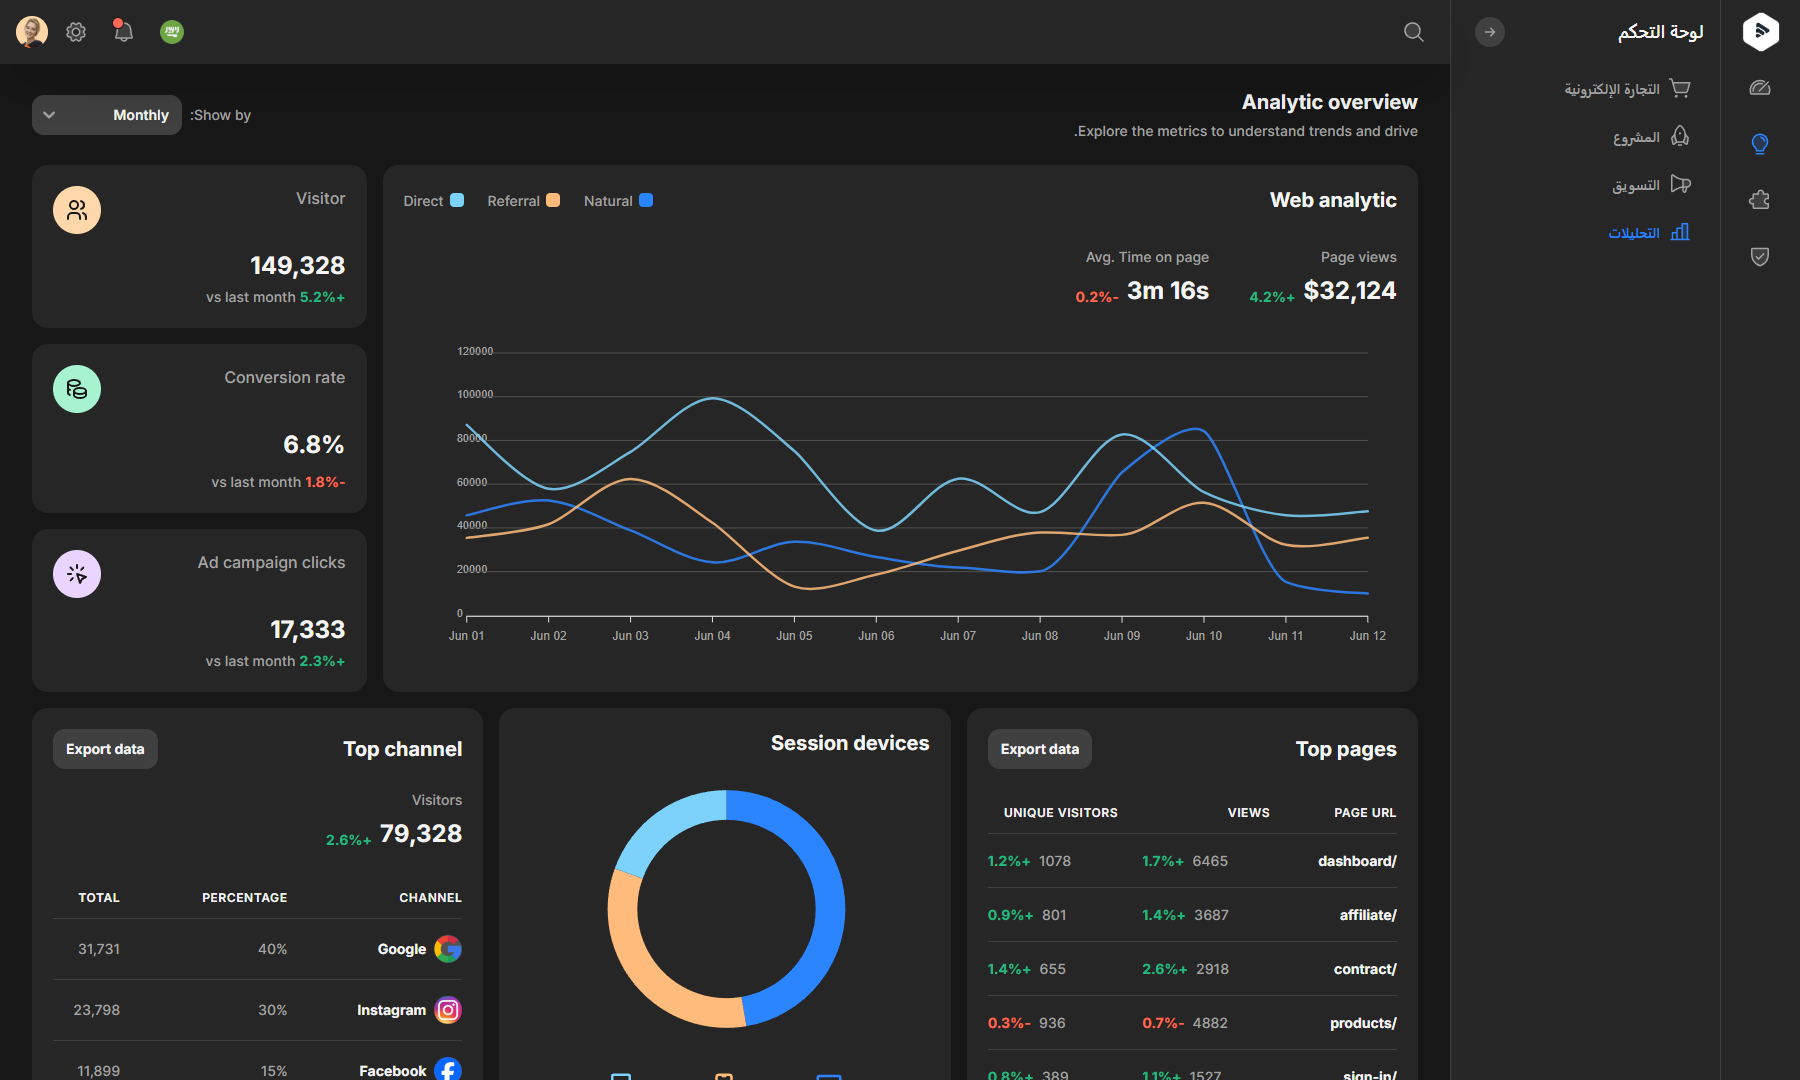 لوحة التحكم
التجارة الإلكترونية
المشروع
التسويق
التحليلات
Analytic overview
.Explore the metrics to understand trends and drive
:Show by
Monthly
Web analytic
Direct
Referral
Natural
Page views
$32,124
4.2%+
Avg. Time on page
3m 16s
0.2%-
120000
100000
80000
60000
40000
20000
0
Jun 01
Jun 02
Jun 03
Jun 04
Jun 05
Jun 06
Jun 07
Jun 08
Jun 09
Jun 10
Jun 11
Jun 12
Visitor
149,328
vs last month 5.2%+
Conversion rate
6.8%
vs last month 1.8%-
Ad campaign clicks
17,333
vs last month 2.3%+
Top pages
Export data
PAGE URL
VIEWS
UNIQUE VISITORS
dashboard/
1.7%+ 6465
1.2%+ 1078
affiliate/
1.4%+ 3687
0.9%+ 801
contract/
2.6%+ 2918
1.4%+ 655
products/
0.7%- 4882
0.3%- 936
sign-in/
1.1%+ 1527
0.8%+ 389
Session devices
Top channel
Export data
Visitors
79,328
2.6%+
CHANNEL
PERCENTAGE
TOTAL
Google
40%
31,731
Instagram
30%
23,798
Facebook
15%
11,899